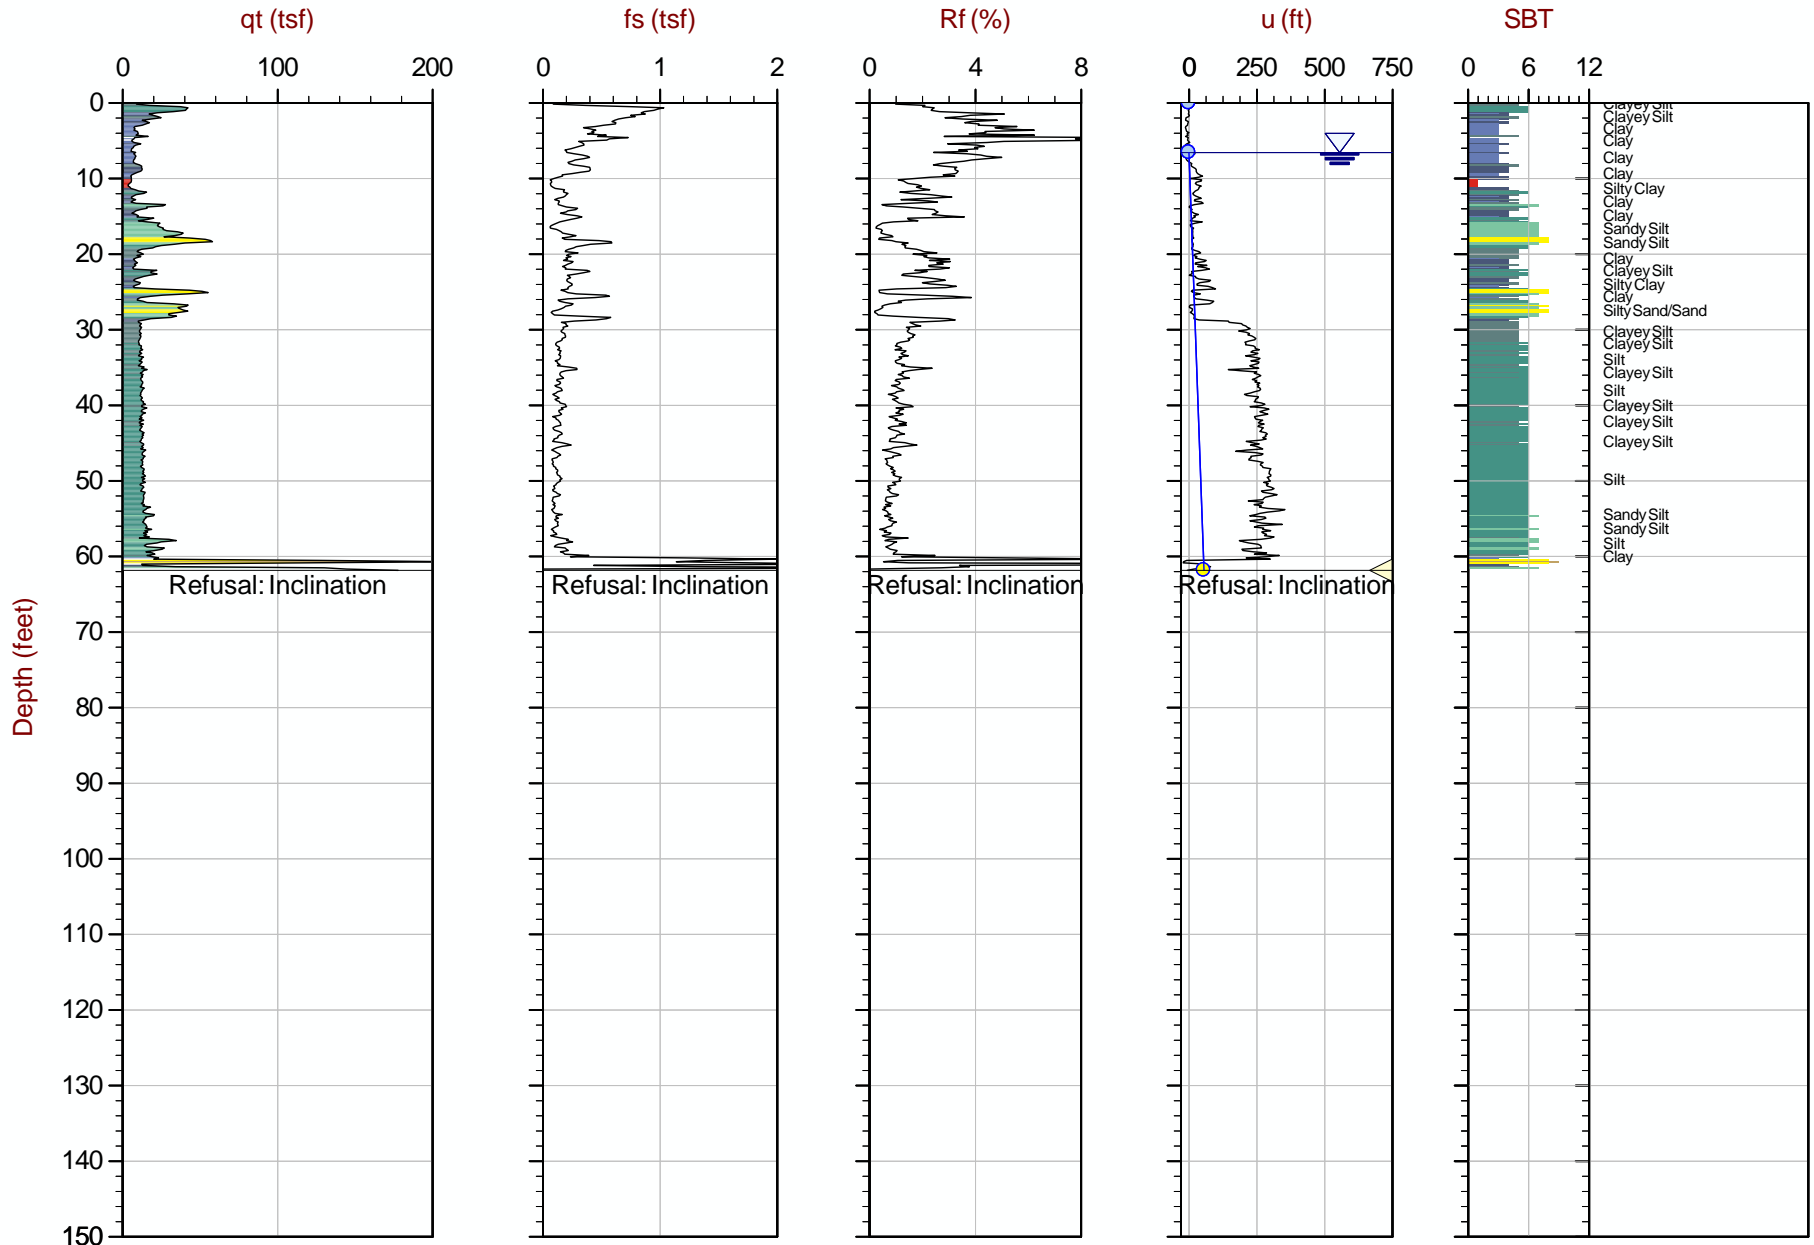 qt (tsf) fs (tsf) Rf (%) u (ft) SBT
0 100 200 0 1 2 0 4 8 0 250 500 750 0 6 12
0
10
20
30
40
50
60
70
80
90
100
110
120
130
140
150
Depth (feet)
Clayey Silt
Clayey Silt
Clay
Clay
Clay
Clay
Silty Clay
Clay
Clay
Sandy Silt
Sandy Silt
Clay
Clayey Silt
Silty Clay
Clay
Silty Sand/Sand
Clayey Silt
Clayey Silt
Silt
Clayey Silt
Silt
Clayey Silt
Clayey Silt
Clayey Silt
Silt
Sandy Silt
Sandy Silt
Silt
Clay
Refusal: Inclination Refusal: Inclination Refusal: Inclination Refusal: Inclination